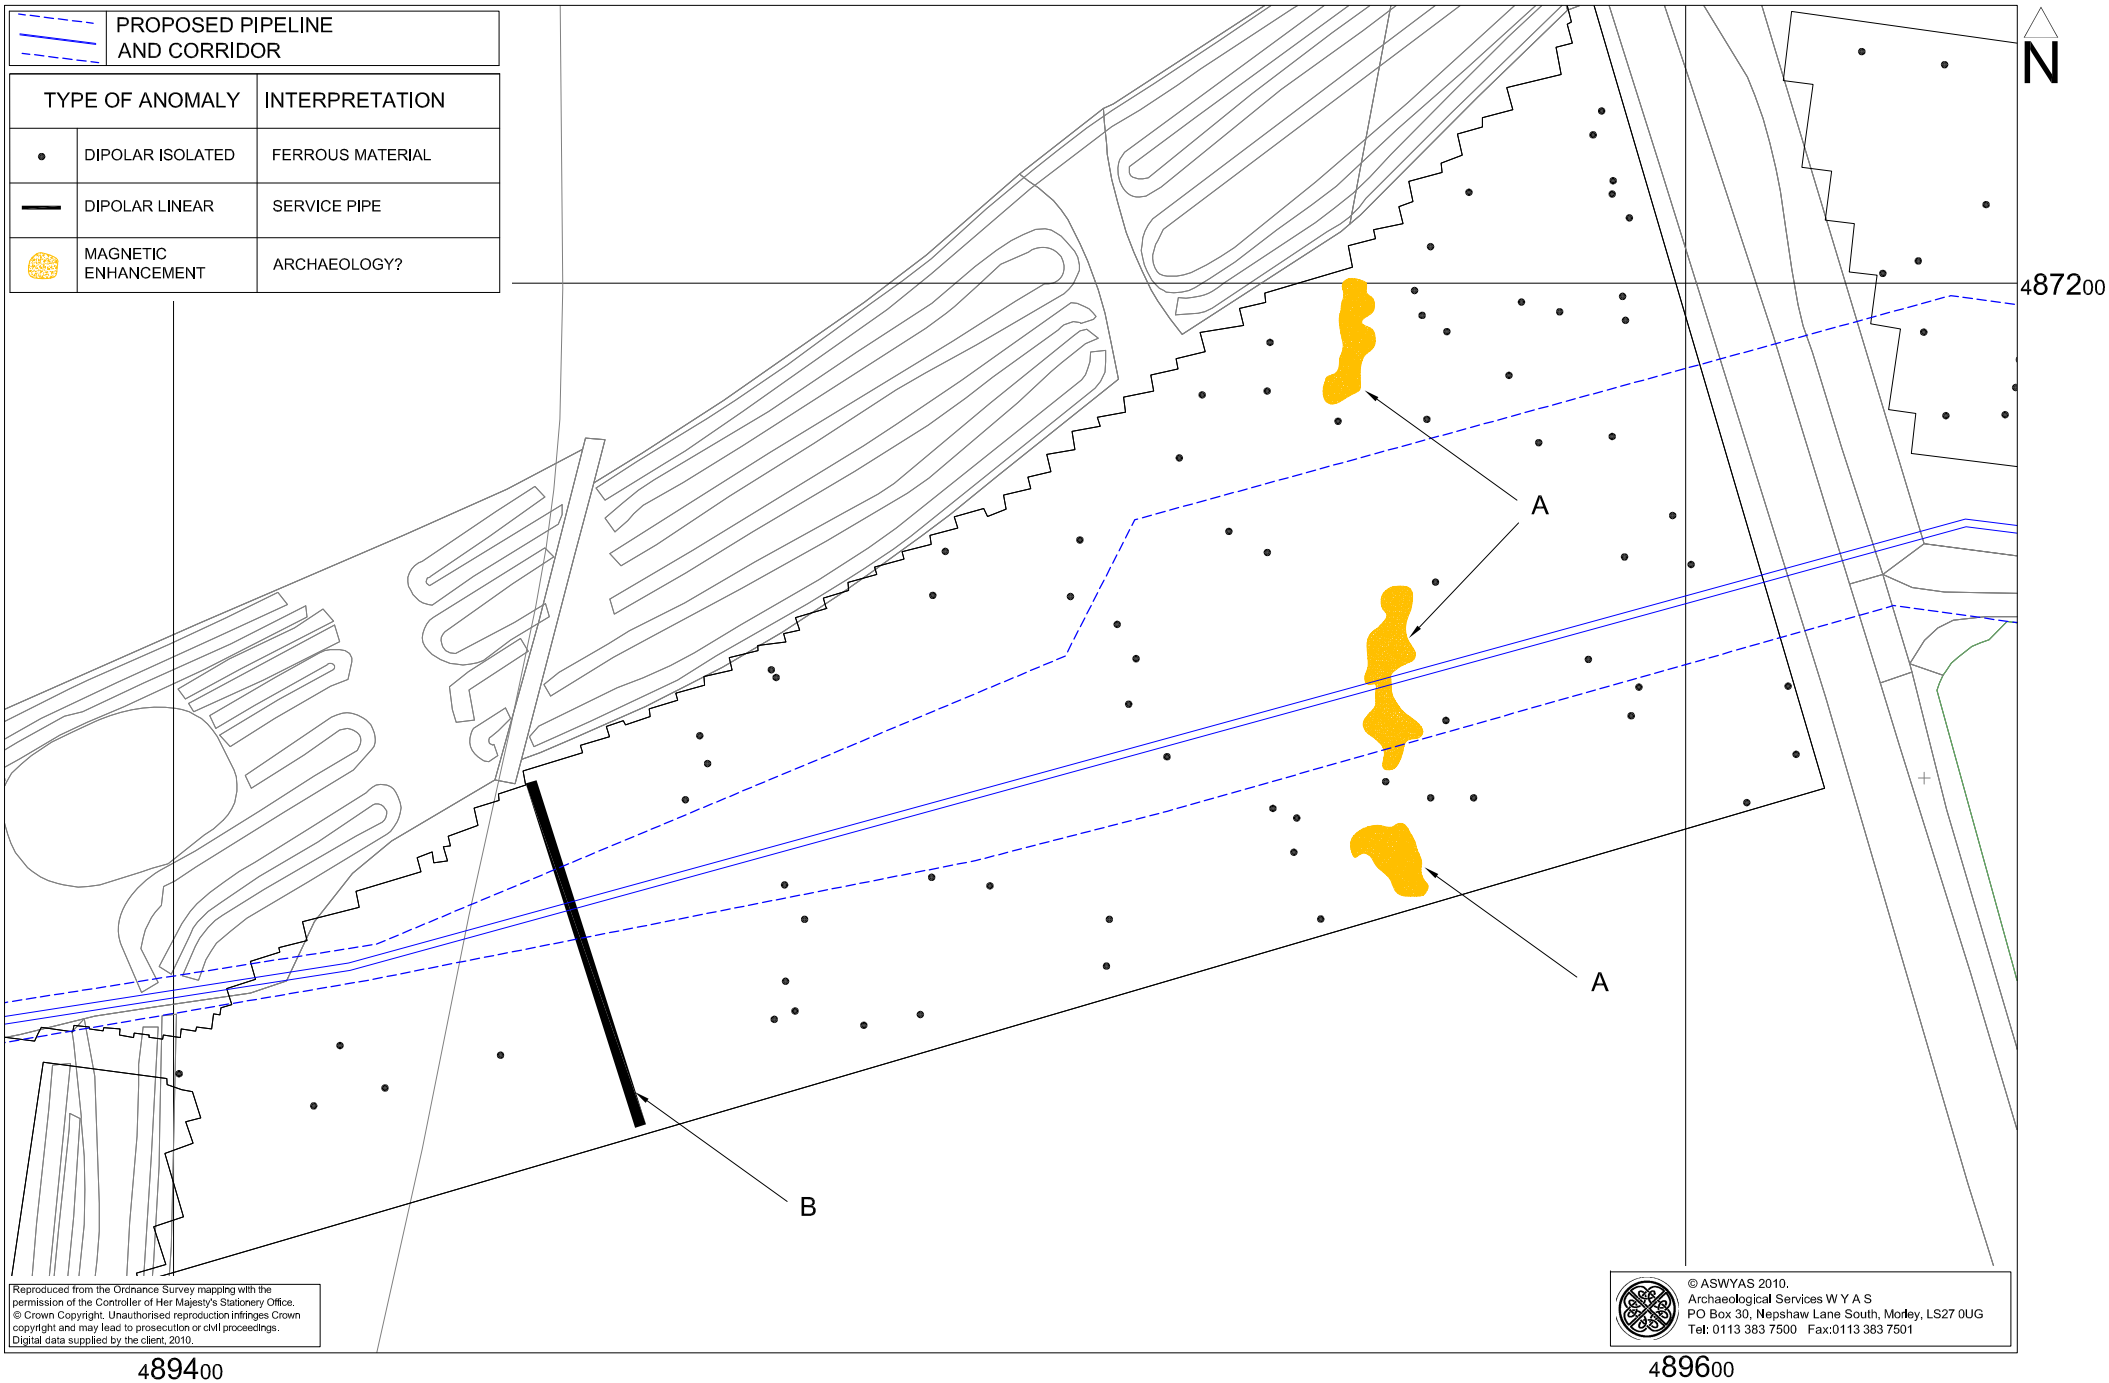 PROPOSED PIPELINE
AND CORRIDOR
TYPE OF ANOMALY INTERPRETATION
DIPOLAR ISOLATED FERROUS MATERIAL
DIPOLAR LINEAR SERVICE PIPE
MAGNETIC
ENHANCEMENT
ARCHAEOLOGY?
N
487200
A
A
B
Reproduced from the Ordnance Survey mapping with the
permission of the Controller of Her Majesty's Stationery Office.
© Crown Copyright. Unauthorised reproduction infringes Crown
copyright and may lead to prosecution or civil proceedings.
Digital data supplied by the client, 2010.
© ASWYAS 2010.
Archaeological Services W Y A S
PO Box 30, Nepshaw Lane South, Morley, LS27 0UG
Tel: 0113 383 7500 Fax:0113 383 7501
489400
489600